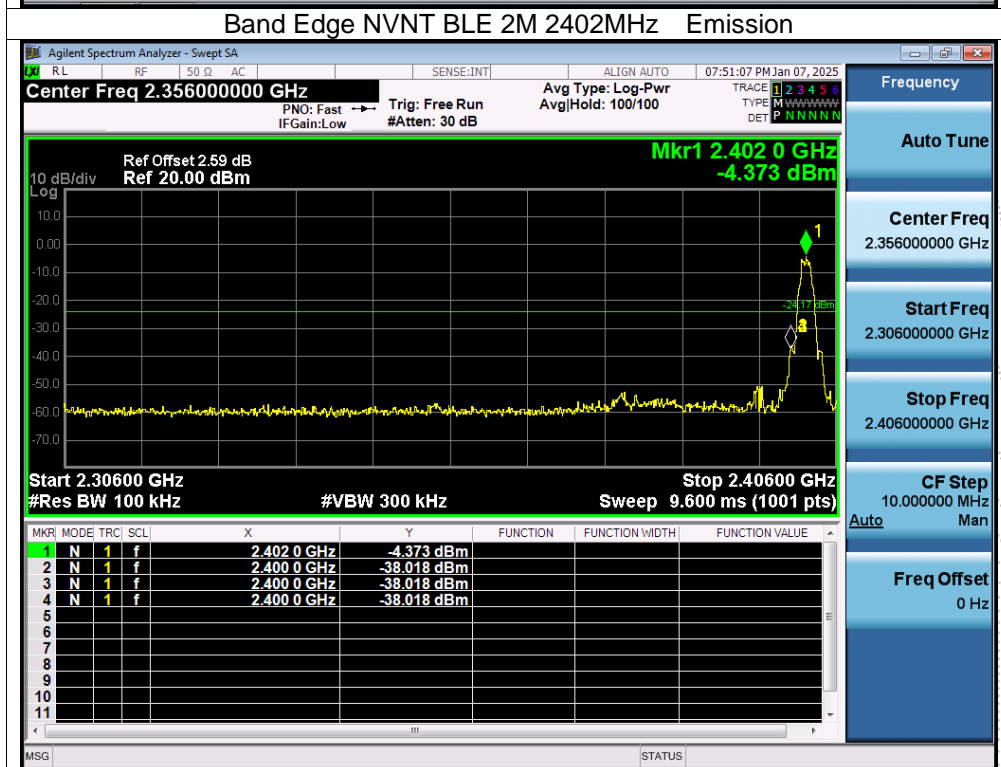 Band Edge NVNT BLE 2M 2402MHz Emission
Agilent Spectrum Analyzer - Swept SA
LXI RL RF 50 Ω AC SENSE:INT ALIGN AUTO 07:51:07 PM Jan 07, 2025
Center Freq 2.356000000 GHz
PNO: Fast
IFGain:Low
Trig: Free Run
#Atten: 30 dB
Avg Type: Log-Pwr
Avg|Hold: 100/100
TRACE 1 2 3 4 5 6
TYPE M WWWWW
DET P N N N N N
Frequency
Auto Tune
Center Freq
2.356000000 GHz
Start Freq
2.306000000 GHz
Stop Freq
2.406000000 GHz
CF Step
10.000000 MHz
Auto Man
Freq Offset
0 Hz
Mkr1 2.402 0 GHz
-4.373 dBm
Ref Offset 2.59 dB
10 dB/div Ref 20.00 dBm
Log
10.0
0.00
-10.0
-20.0
-30.0
-40.0
-50.0
-60.0
-70.0
1
-24.17 dBm
Start 2.30600 GHz Stop 2.40600 GHz
#Res BW 100 kHz #VBW 300 kHz Sweep 9.600 ms (1001 pts)
MKR MODE TRC SCL X Y FUNCTION FUNCTION WIDTH FUNCTION VALUE
1 N 1 f 2.402 0 GHz -4.373 dBm
2 N 1 f 2.400 0 GHz -38.018 dBm
3 N 1 f 2.400 0 GHz -38.018 dBm
4 N 1 f 2.400 0 GHz -38.018 dBm
5
6
7
8
9
10
11
MSG STATUS